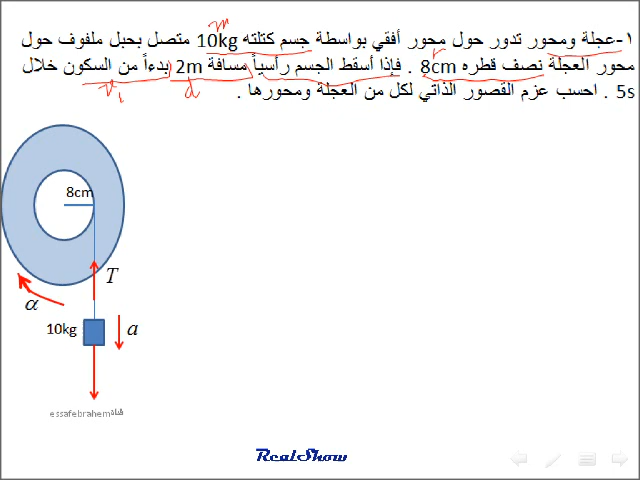 ١-عجلة ومحور تدور حول محور أفقي بواسطة جسم كتلته 10kg متصل بحبل ملفوف حول
محور العجلة نصف قطره 8cm . فإذا أسقط الجسم رأسياً مسافة 2m بدءاً من السكون خلال
5s . احسب عزم القصور الذاتي لكل من العجلة ومحورها .
m
r
d
v₁
8cm
T
α
10kg
a
essafebrahem قناة
RealShow